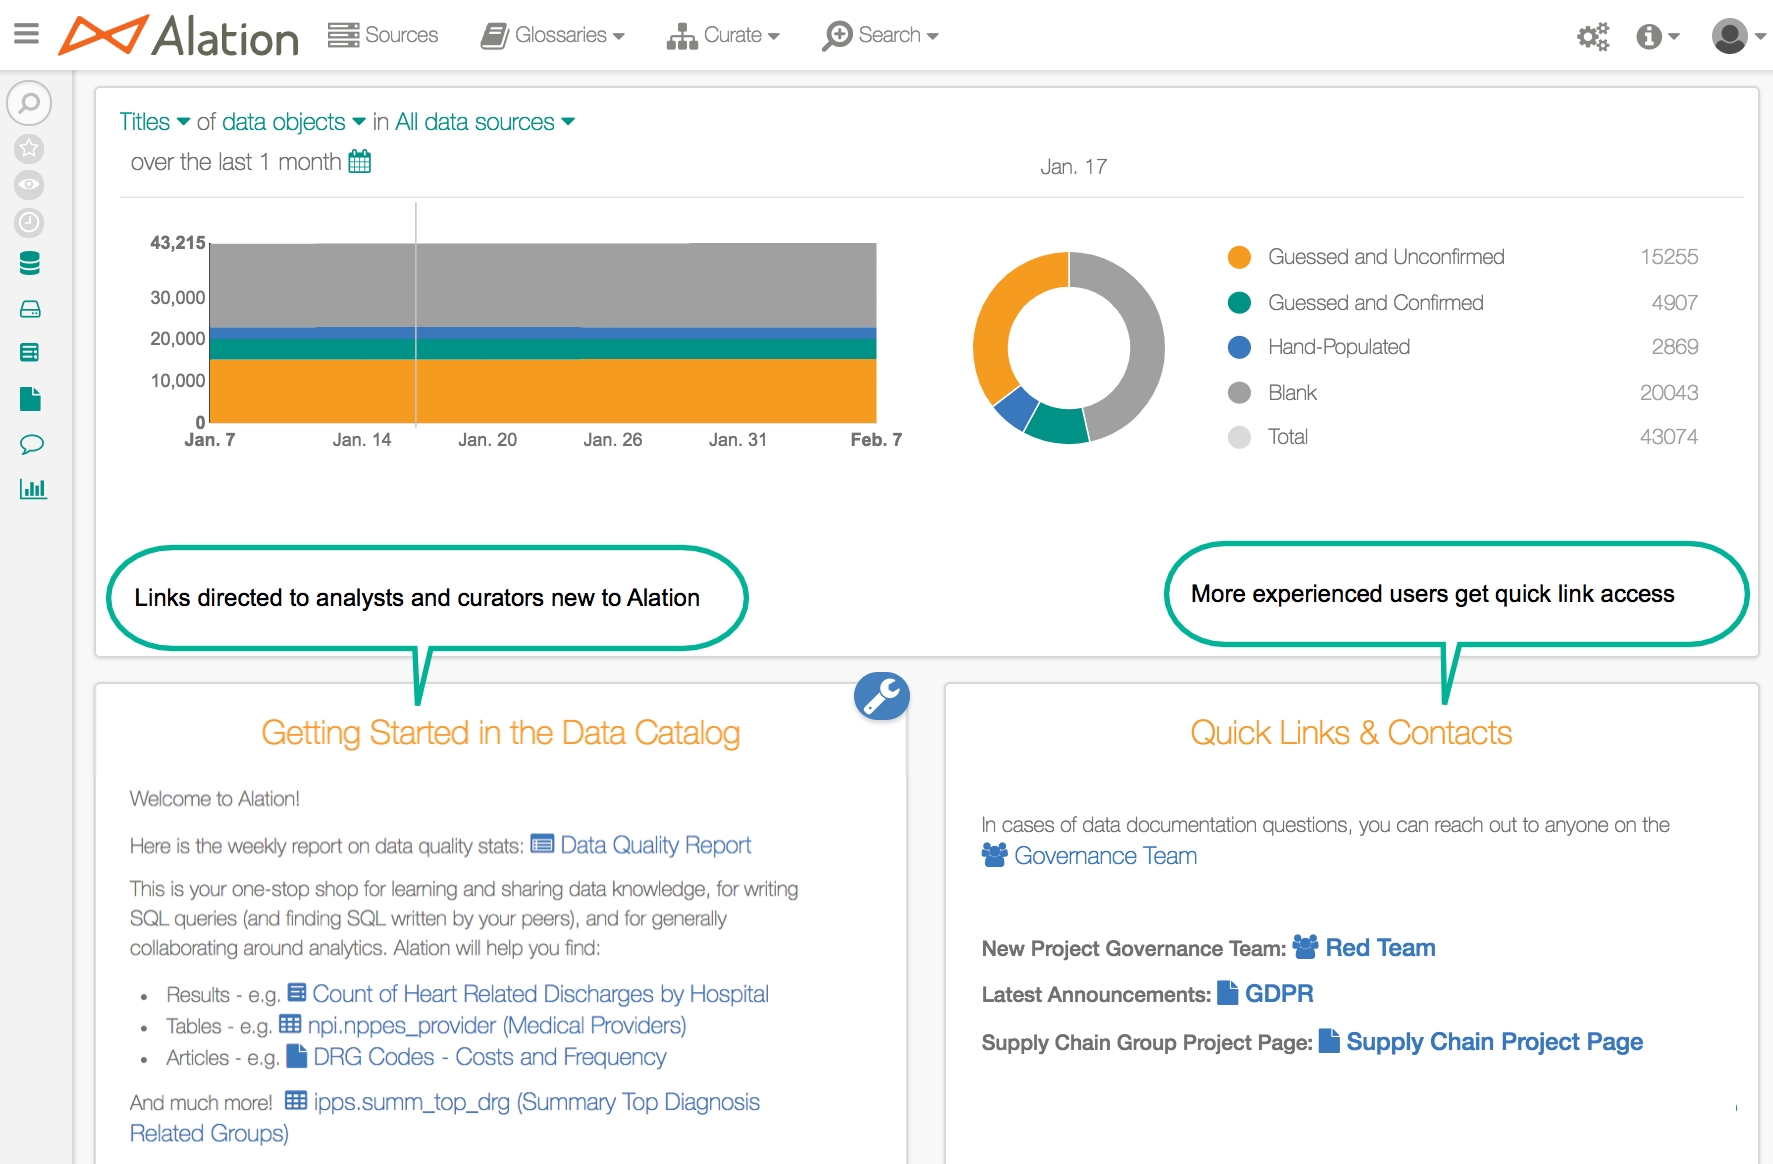 Alation Sources Glossaries Curate Search
Titles of data objects in All data sources
over the last 1 month
Jan. 17
43,215
30,000
20,000
10,000
0
Jan. 7 Jan. 14 Jan. 20 Jan. 26 Jan. 31 Feb. 7
Guessed and Unconfirmed 15255
Guessed and Confirmed 4907
Hand-Populated 2869
Blank 20043
Total 43074
Links directed to analysts and curators new to Alation
More experienced users get quick link access
Getting Started in the Data Catalog
Welcome to Alation!
Here is the weekly report on data quality stats: Data Quality Report
This is your one-stop shop for learning and sharing data knowledge, for writing
SQL queries (and finding SQL written by your peers), and for generally
collaborating around analytics. Alation will help you find:
• Results - e.g. Count of Heart Related Discharges by Hospital
• Tables - e.g. npi.nppes_provider (Medical Providers)
• Articles - e.g. DRG Codes - Costs and Frequency
And much more! ipps.summ_top_drg (Summary Top Diagnosis
Related Groups)
Quick Links & Contacts
In cases of data documentation questions, you can reach out to anyone on the
Governance Team
New Project Governance Team: Red Team
Latest Announcements: GDPR
Supply Chain Group Project Page: Supply Chain Project Page